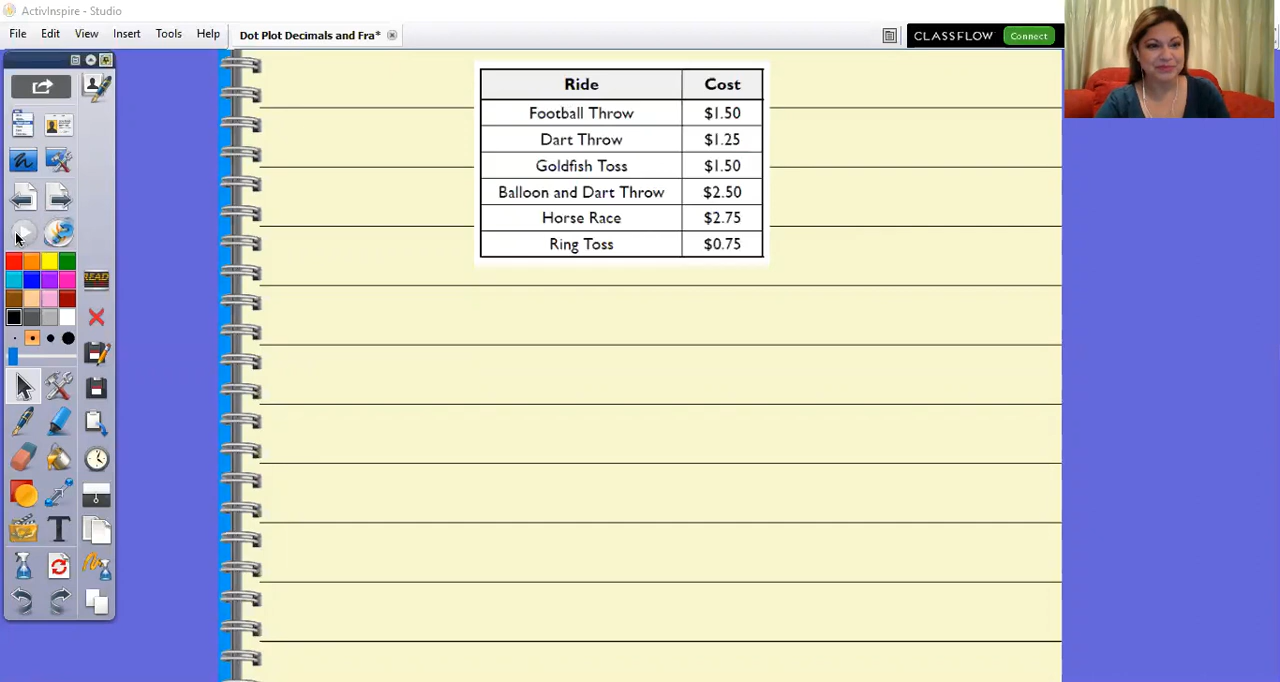 ActivInspire - Studio
File Edit View Insert Tools Help
Dot Plot Decimals and Fra*
CLASSFLOW Connect
Ride Cost
Football Throw $1.50
Dart Throw $1.25
Goldfish Toss $1.50
Balloon and Dart Throw $2.50
Horse Race $2.75
Ring Toss $0.75
READ
T